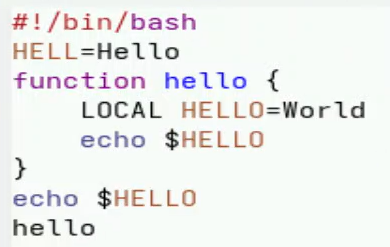 #!/bin/bash
HELL=Hello
function hello {
    LOCAL HELLO=World
    echo $HELLO
}
echo $HELLO
hello